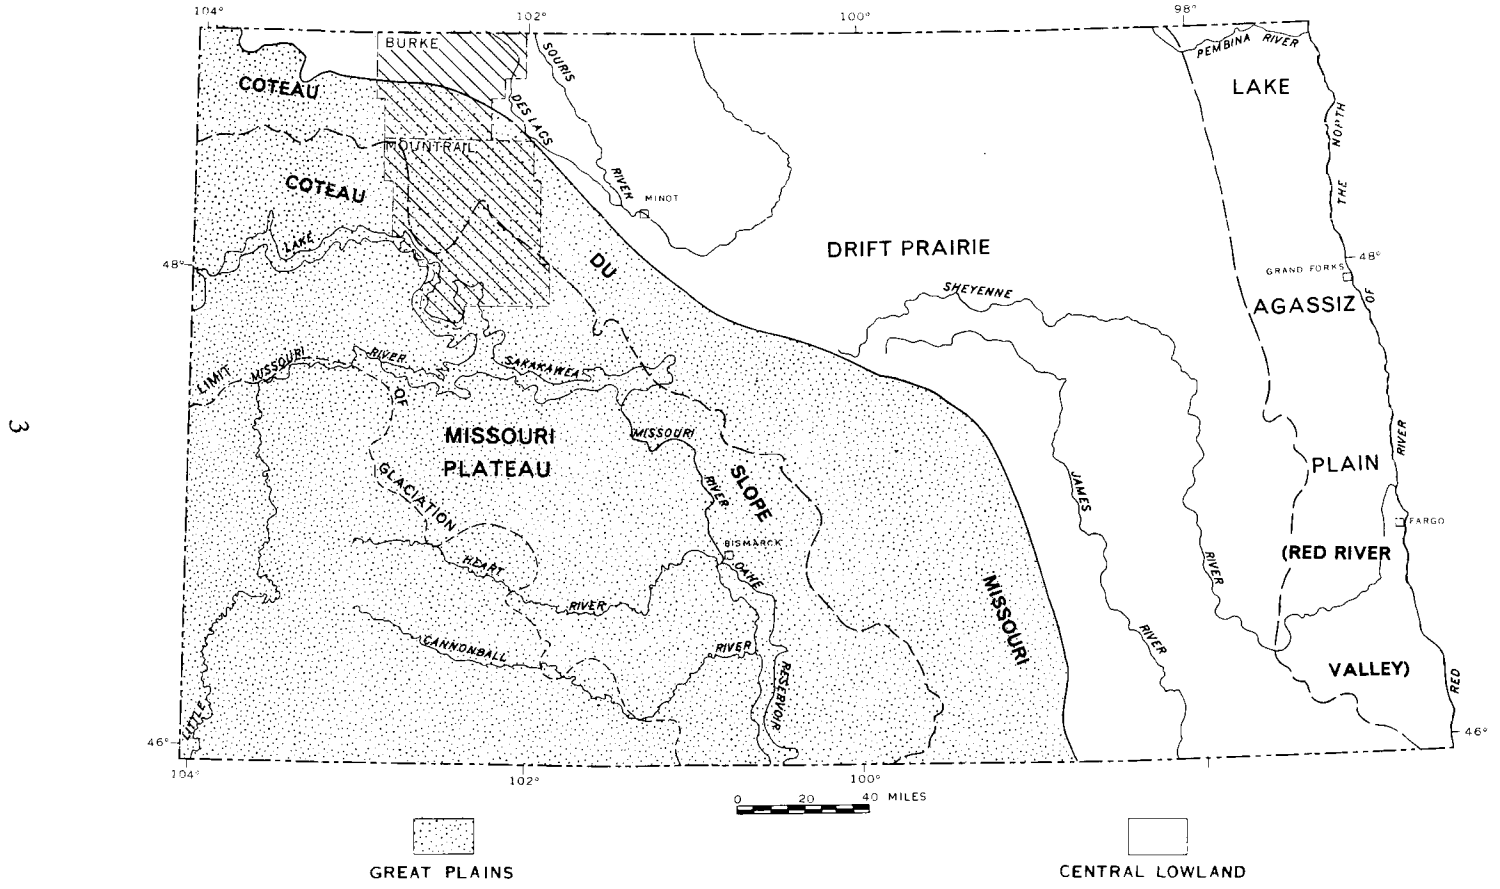 104°
102°
100°
98°
BURKE
SOURIS
PEMBINA RIVER
COTEAU
LAKE
DES LACS
NORTH
MOUNTRAIL
THE
COTEAU
RIVER
MINOT
LAKE
DRIFT PRAIRIE
48°
DU
48°
GRAND FORKS
SHEYENNE
AGASSIZ
OF
LIMIT
MISSOURI
RIVER
SAKAKAWEA
OF
3
MISSOURI
PLATEAU
MISSOURI
RIVER
GLACIATION
RIVER
SLOPE
JAMES
PLAIN
FARGO
BISMARCK
(RED RIVER
HEART
OAHE
RIVER
RIVER
MISSOURI
CANNONBALL
RIVER
RIVER
VALLEY)
RED
LITTLE
RESERVOIR
46°
46°
104°
102°
100°
0 20 40 MILES
GREAT PLAINS
CENTRAL LOWLAND